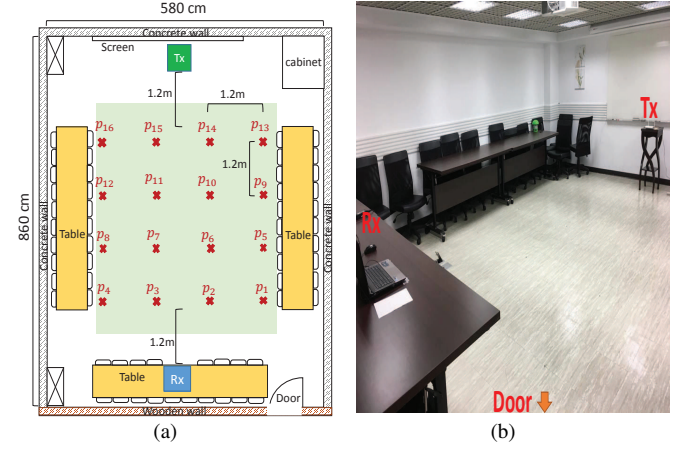 580 cm
Concrete wall
Screen
Tx
cabinet
1.2m
1.2m
p16 p15 p14 p13
1.2m
p12 p11 p10 p9
860 cm
Concrete wall
Table
Table
Concrete wall
p8 p7 p6 p5
p4 p3 p2 p1
1.2m
Table
Rx
Door
Wooden wall
(a)
Tx
Rx
Door
(b)